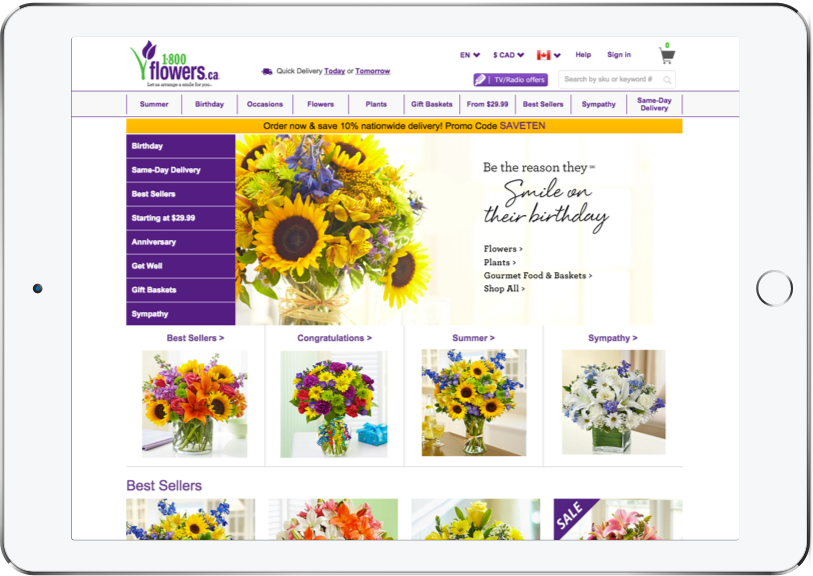 EN
$ CAD
Help
Sign in
0
1·800
flowers.ca
Let us arrange a smile for you...
Quick Delivery Today or Tomorrow
TV/Radio offers
Search by sku or keyword #
Summer
Birthday
Occasions
Flowers
Plants
Gift Baskets
From $29.99
Best Sellers
Sympathy
Same-Day
Delivery
Order now & save 10% nationwide delivery! Promo Code SAVETEN
Birthday
Same-Day Delivery
Best Sellers
Starting at $29.99
Anniversary
Get Well
Gift Baskets
Sympathy
Be the reason they
Smile on
their birthday
Flowers >
Plants >
Gourmet Food & Baskets >
Shop All >
Best Sellers >
Congratulations >
Summer >
Sympathy >
Best Sellers
SALE